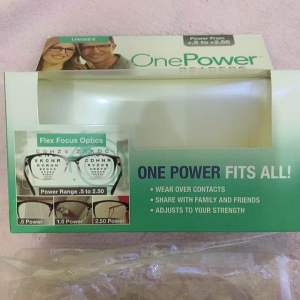 OnePower
READERS
Power From
+.5 to +2.50
Flex Focus Optics
Power Range .5 to 2.50
.5 Power
1.5 Power
2.50 Power
ONE POWER FITS ALL!
• WEAR OVER CONTACTS
• SHARE WITH FAMILY AND FRIENDS
• ADJUSTS TO YOUR STRENGTH